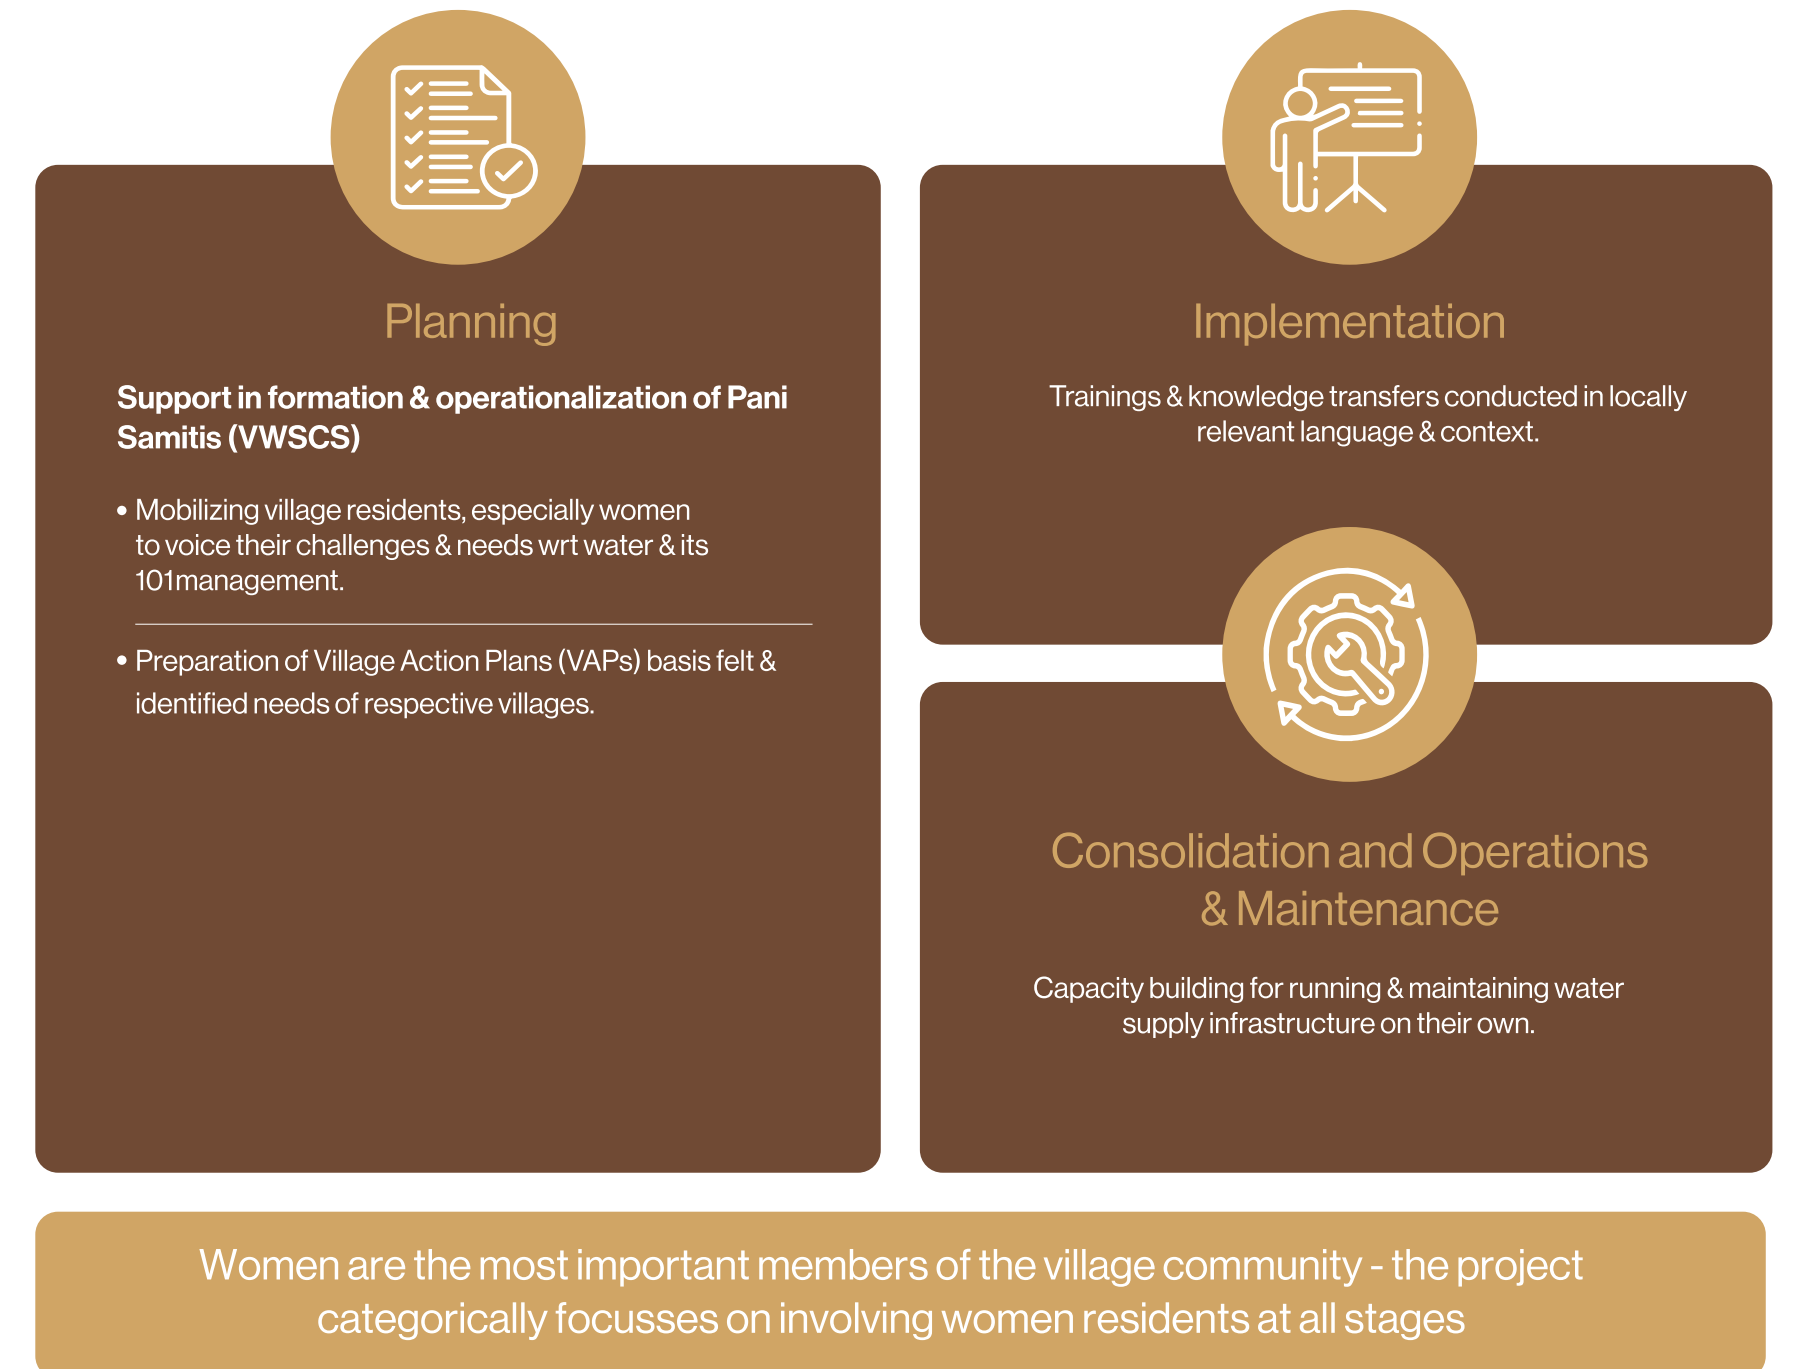 Planning
Support in formation & operationalization of Pani
Samitis (VWSCS)
• Mobilizing village residents, especially women
to voice their challenges & needs wrt water & its
101management.
• Preparation of Village Action Plans (VAPs) basis felt &
identified needs of respective villages.
Implementation
Trainings & knowledge transfers conducted in locally
relevant language & context.
Consolidation and Operations
& Maintenance
Capacity building for running & maintaining water
supply infrastructure on their own.
Women are the most important members of the village community - the project
categorically focusses on involving women residents at all stages